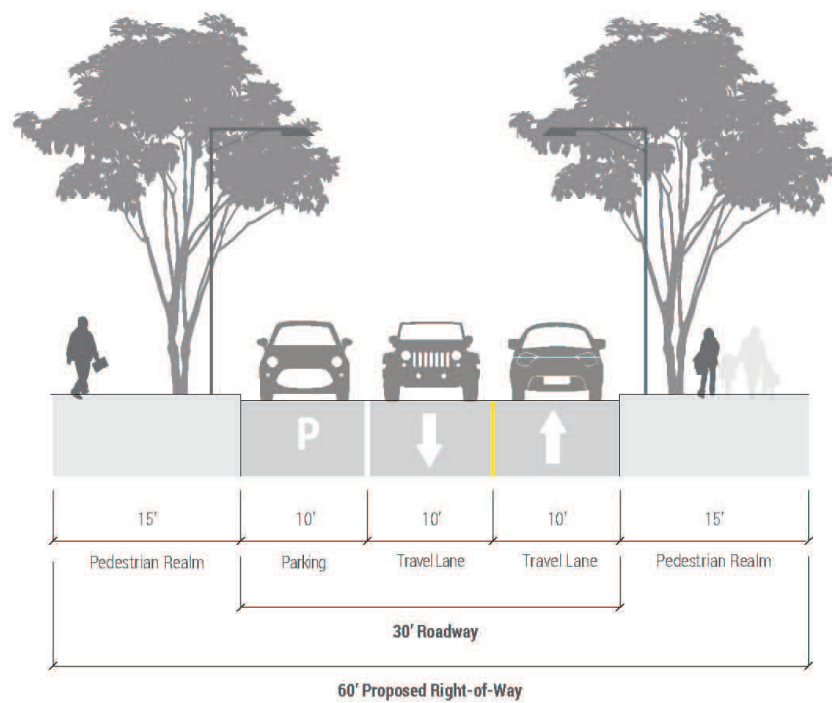 P
15' 10' 10' 10' 15'
Pedestrian Realm Parking Travel Lane Travel Lane Pedestrian Realm
30' Roadway
60' Proposed Right-of-Way